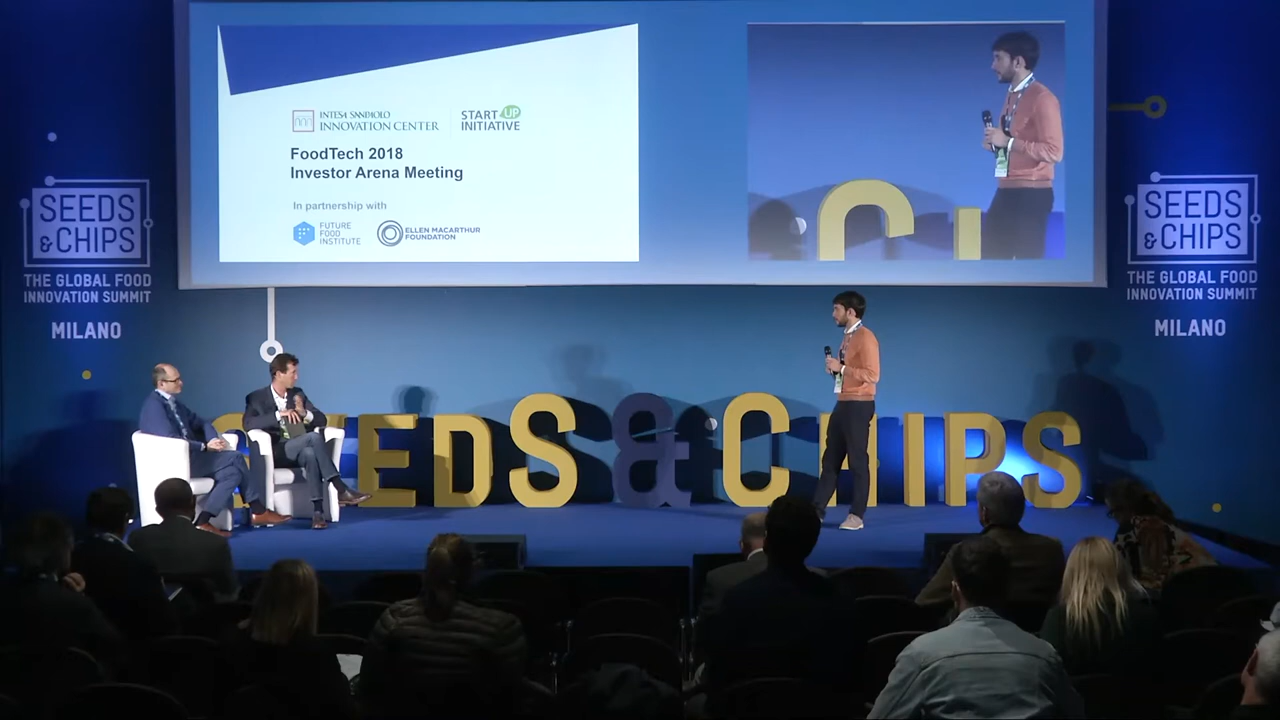 INTESA SANPAOLO
INNOVATION CENTER
START UP
INITIATIVE
FoodTech 2018
Investor Arena Meeting
In partnership with
FUTURE
FOOD
INSTITUTE
ELLEN MACARTHUR
FOUNDATION
SEEDS
&CHIPS
THE GLOBAL FOOD
INNOVATION SUMMIT
MILANO
SEEDS
&CHIPS
THE GLOBAL FOOD
INNOVATION SUMMIT
MILANO
SEEDS & CHIPS